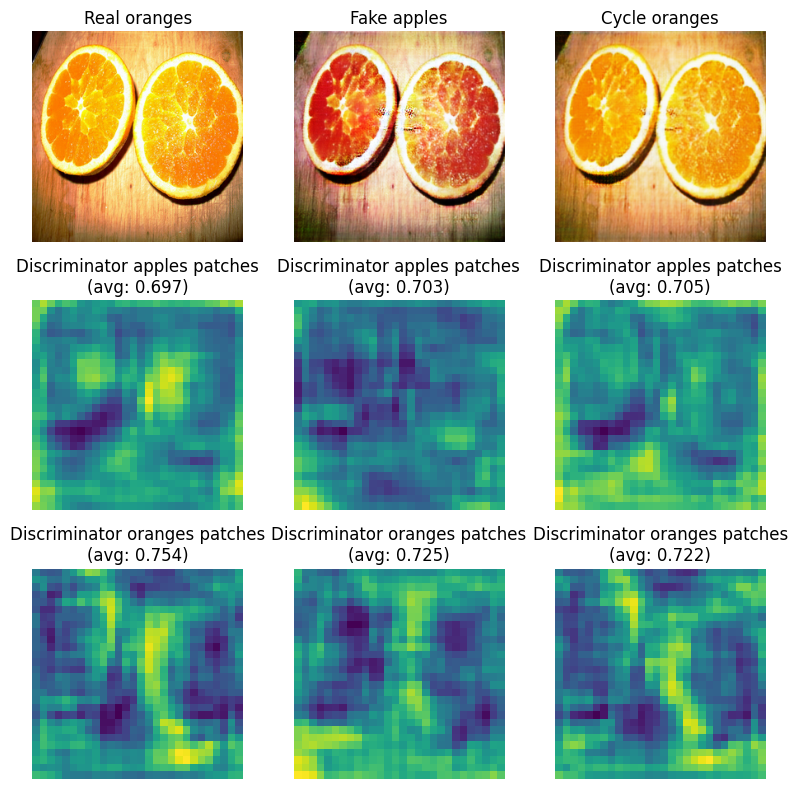 Real oranges
Fake apples
Cycle oranges
Discriminator apples patches
(avg: 0.697)
Discriminator apples patches
(avg: 0.703)
Discriminator apples patches
(avg: 0.705)
Discriminator oranges patches
(avg: 0.754)
Discriminator oranges patches
(avg: 0.725)
Discriminator oranges patches
(avg: 0.722)